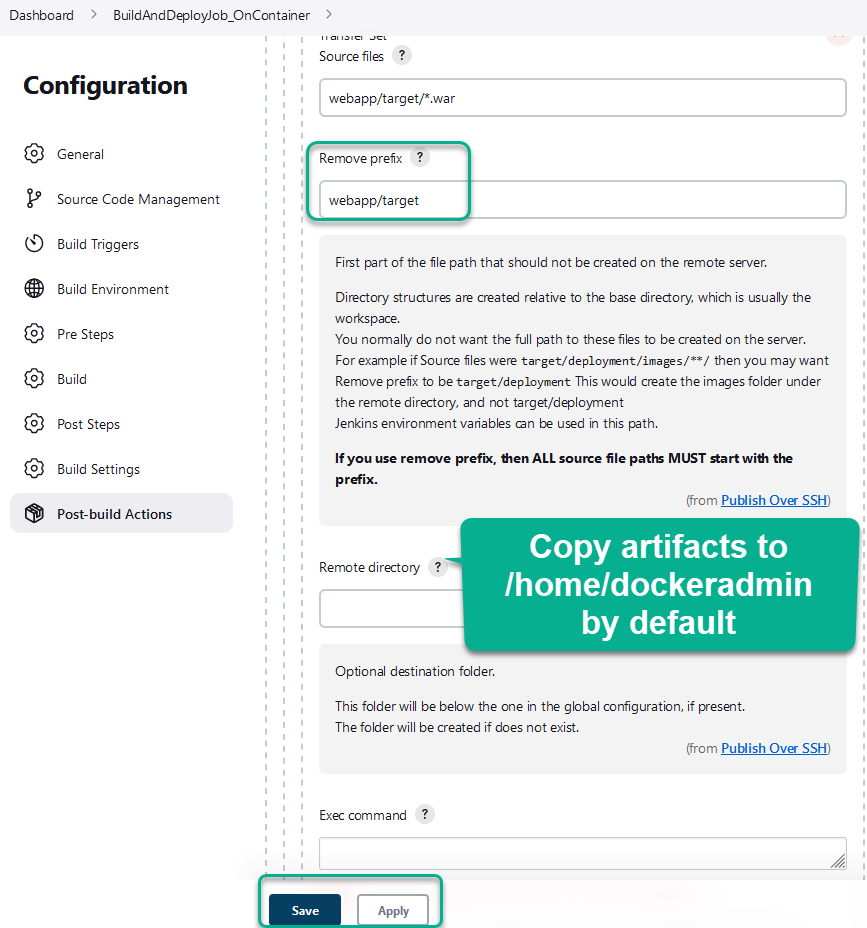 Dashboard > BuildAndDeployJob_OnContainer >
Transfer Set
Source files ?
webapp/target/*.war
Configuration
General
Source Code Management
Build Triggers
Build Environment
Pre Steps
Build
Post Steps
Build Settings
Post-build Actions
Remove prefix ?
webapp/target
First part of the file path that should not be created on the remote server.
Directory structures are created relative to the base directory, which is usually the
workspace.
You normally do not want the full path to these files to be created on the server.
For example if Source files were target/deployment/images/**/ then you may want
Remove prefix to be target/deployment This would create the images folder under
the remote directory, and not target/deployment
Jenkins environment variables can be used in this path.
If you use remove prefix, then ALL source file paths MUST start with the
prefix.
(from Publish Over SSH)
Remote directory ?
Copy artifacts to
/home/dockeradmin
by default
Optional destination folder.
This folder will be below the one in the global configuration, if present.
The folder will be created if does not exist.
(from Publish Over SSH)
Exec command ?
Save
Apply